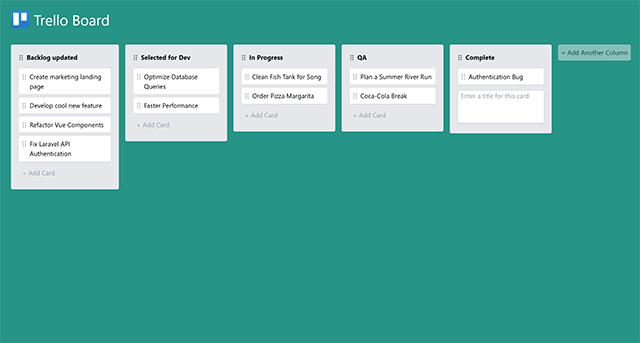 Trello Board
Backlog updated
Create marketing landing
page
Develop cool new feature
Refactor Vue Components
Fix Laravel API
Authentication
+ Add Card
Selected for Dev
Optimize Database
Queries
Faster Performance
+ Add Card
In Progress
Clean Fish Tank for Song
Order Pizza Margarita
+ Add Card
QA
Plan a Summer River Run
Coca-Cola Break
+ Add Card
Complete
Authentication Bug
Enter a title for this card
+ Add Another Column